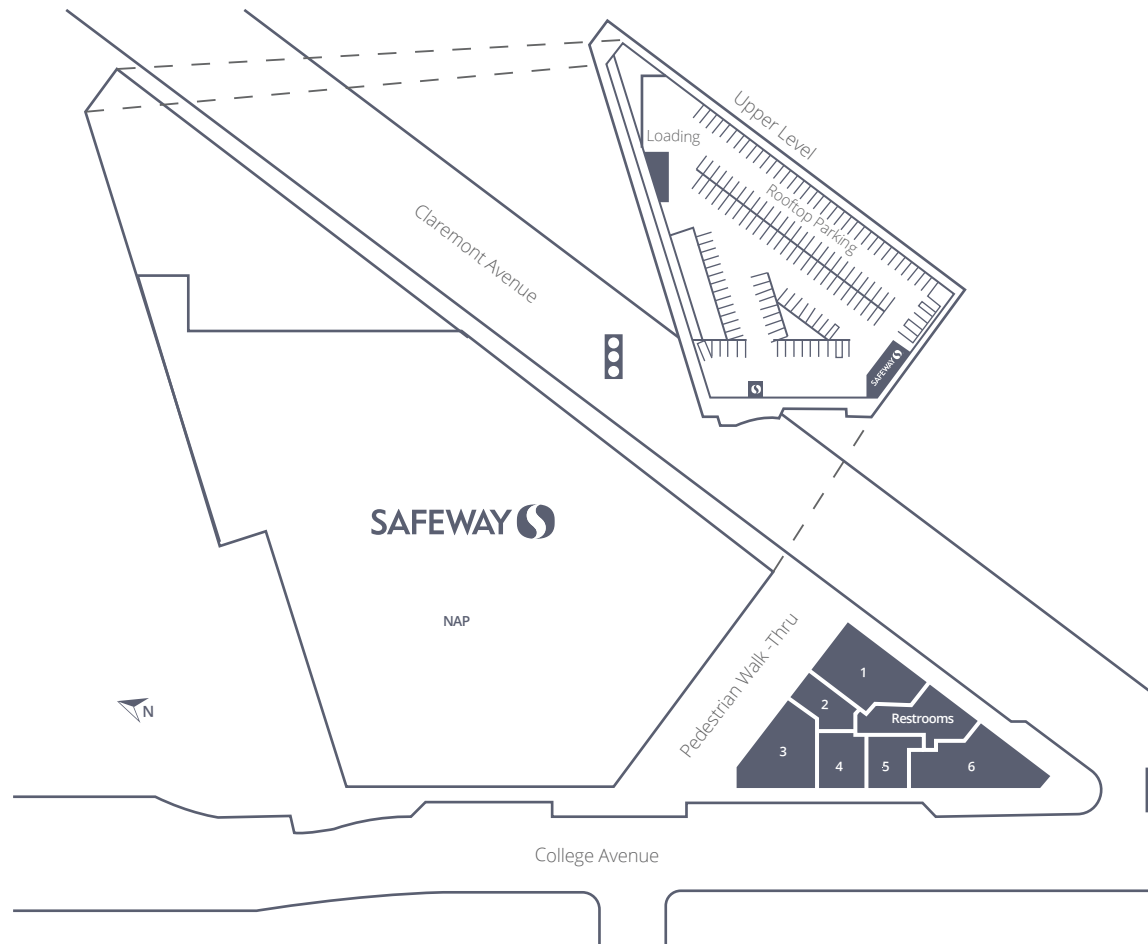 Upper Level
Loading
Rooftop Parking
Claremont Avenue
SAFEWAY
SAFEWAY
NAP
Pedestrian Walk -Thru
1
2
Restrooms
3
4
5
6
N
College Avenue